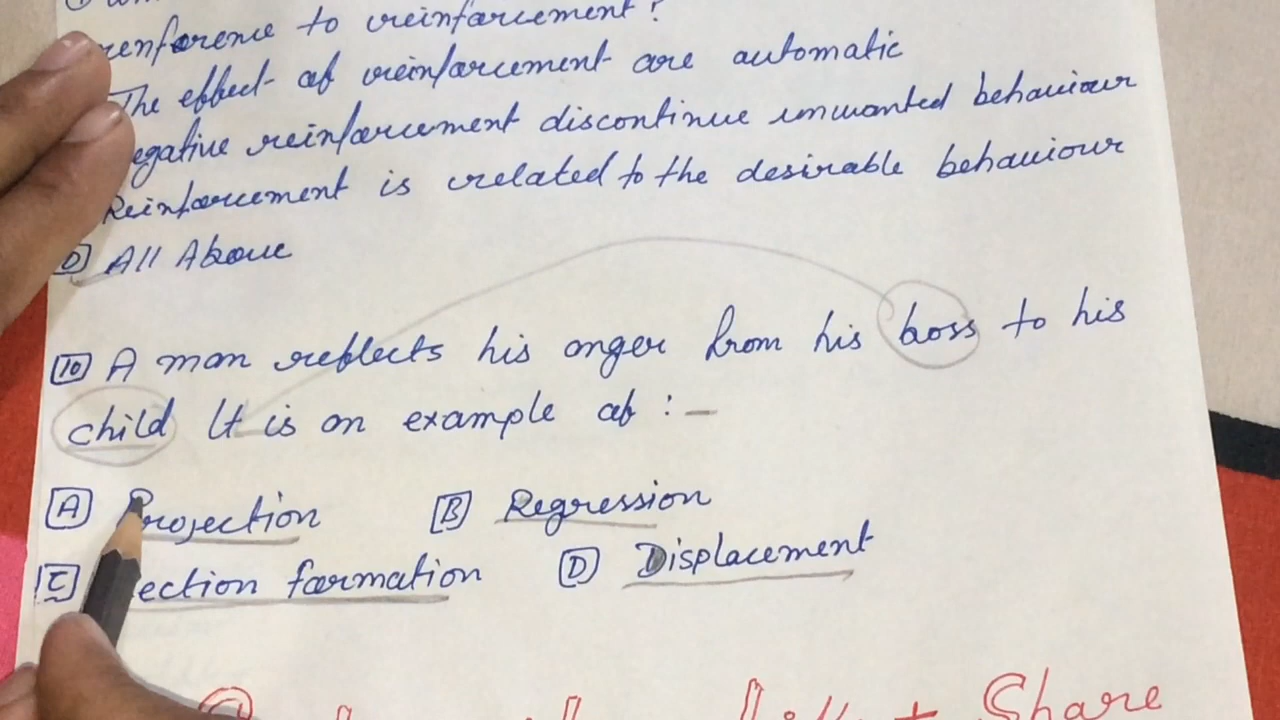 renforence to reinforcement?
The effect of reinforcement are automatic
egative reinforcement discontinue unwanted behaviour
Reinforcement is related to the desirable behaviour
D All Above
10 A man reflects his anger from his boss to his
child It is an example of :-
A Projection B Regression
C ection formation D Displacement
Share